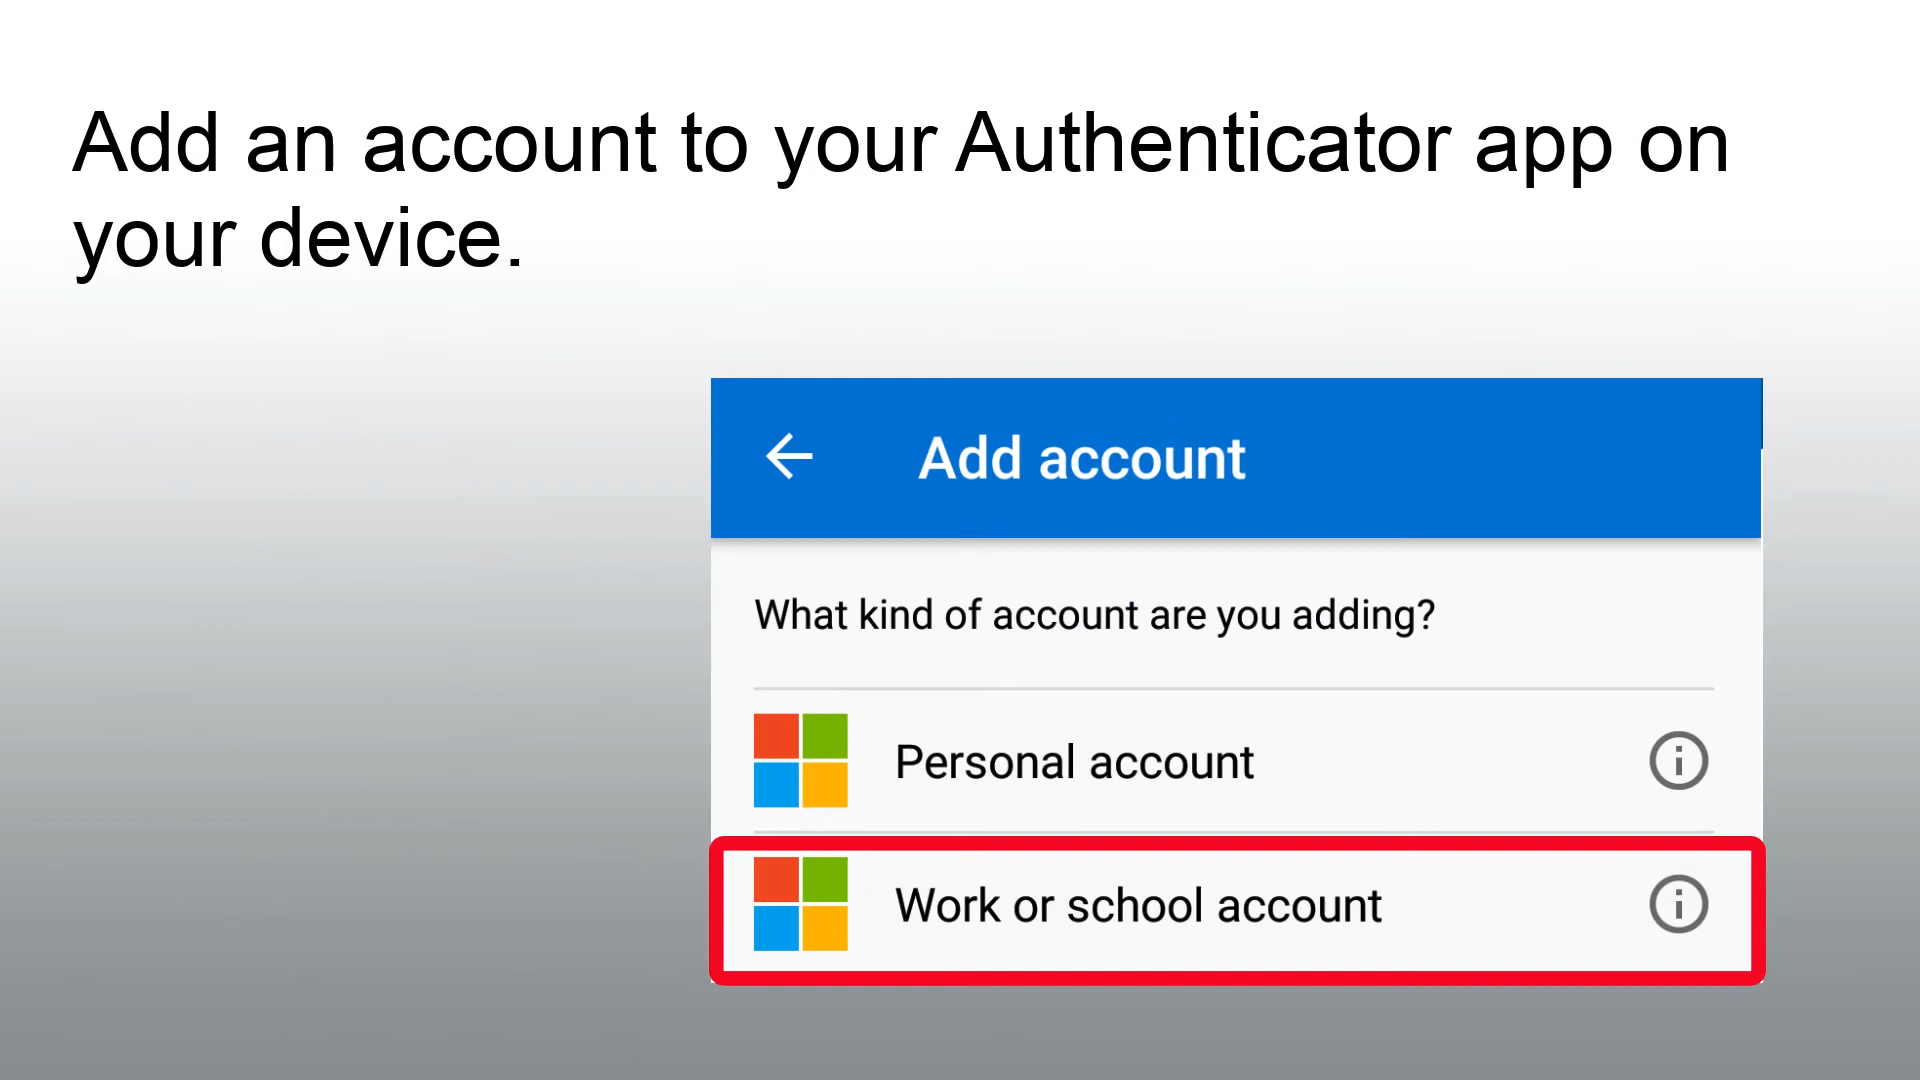 Add an account to your Authenticator app on
your device.
Add account
What kind of account are you adding?
Personal account
Work or school account